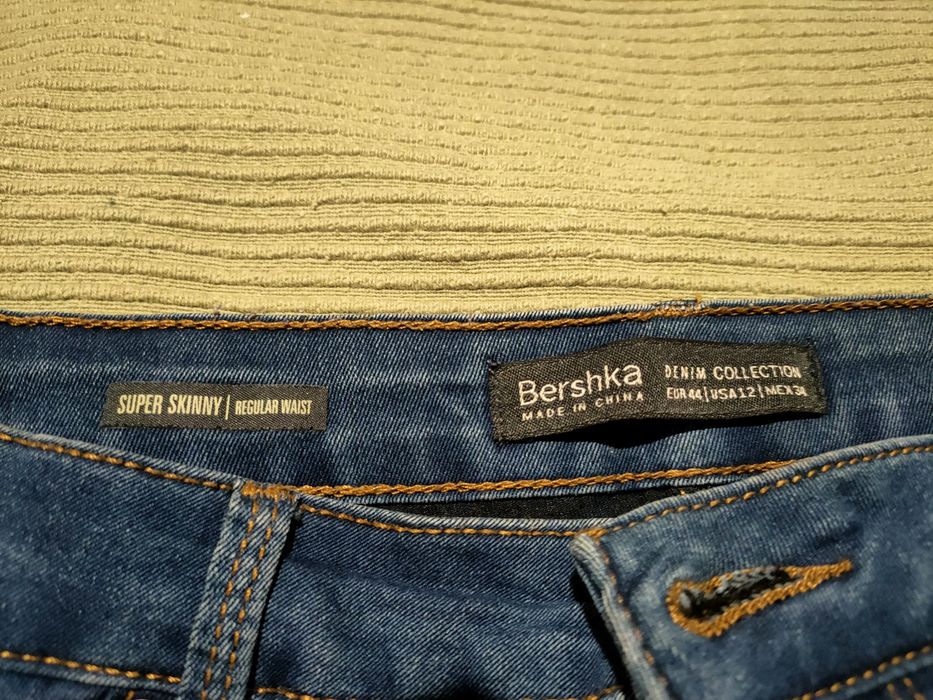 SUPER SKINNY | REGULAR WAIST
Bershka
MADE IN CHINA
DENIM COLLECTION
EUR 44 | USA 12 | MEX 34